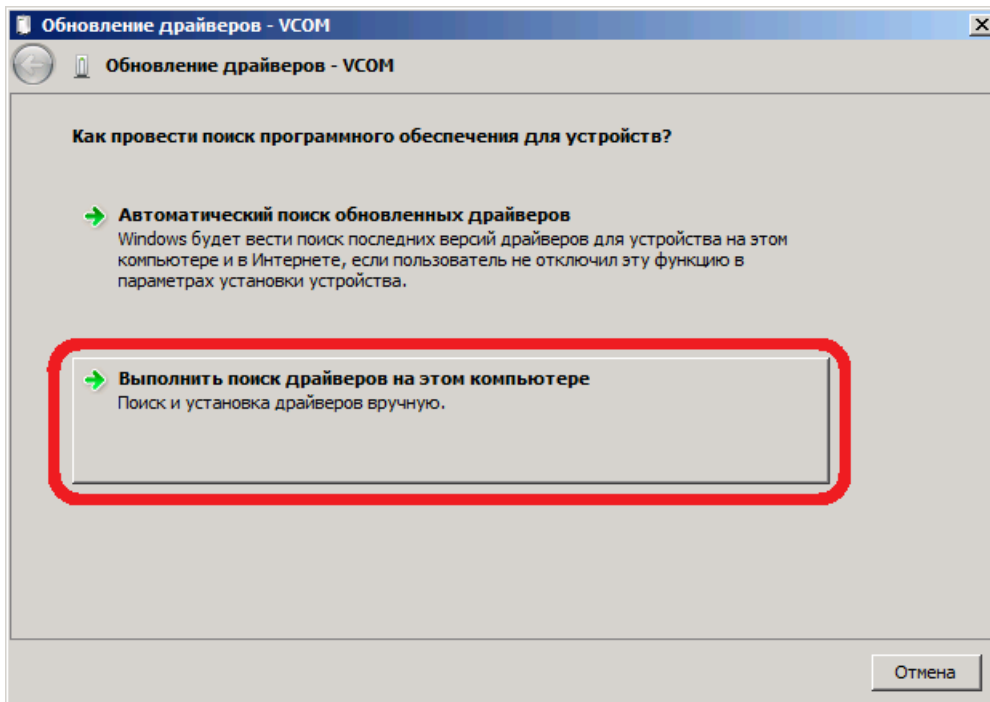 Обновление драйверов - VCOM
Обновление драйверов - VCOM
Как провести поиск программного обеспечения для устройств?
Автоматический поиск обновленных драйверов
Windows будет вести поиск последних версий драйверов для устройства на этом
компьютере и в Интернете, если пользователь не отключил эту функцию в
параметрах установки устройства.
Выполнить поиск драйверов на этом компьютере
Поиск и установка драйверов вручную.
Отмена